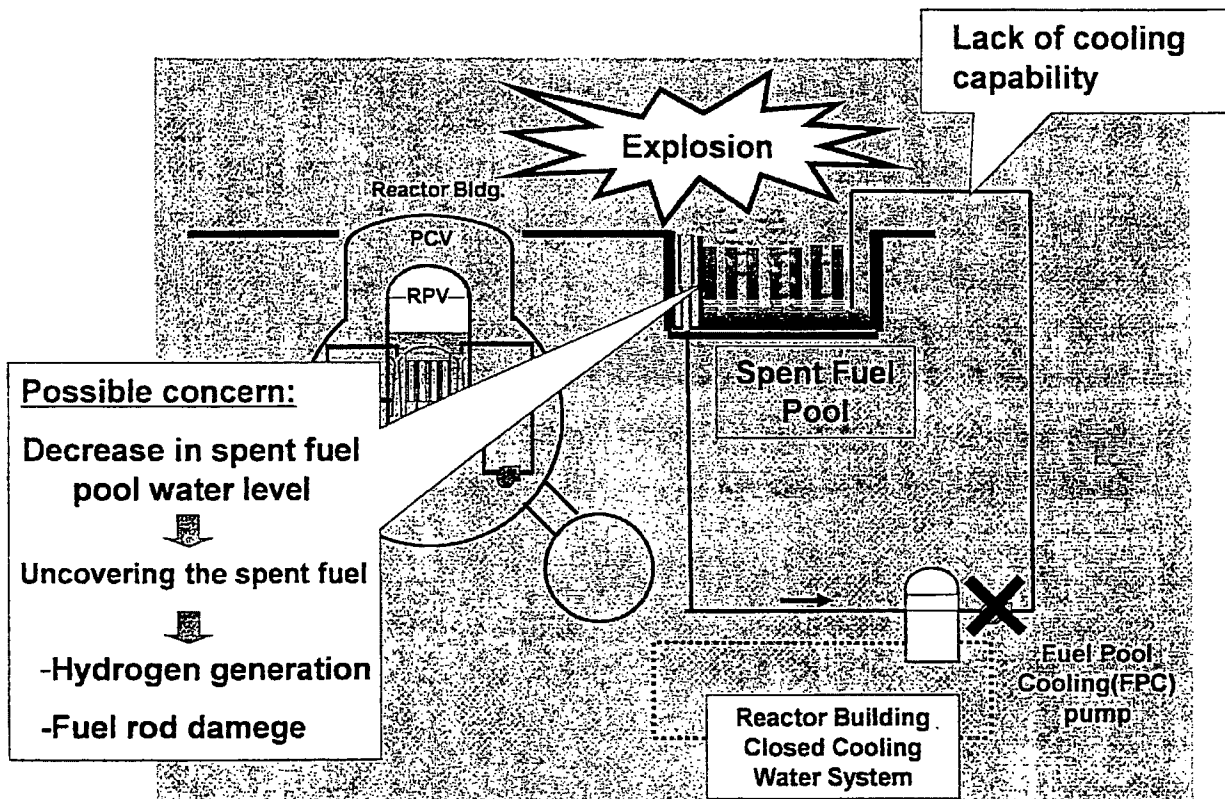 Lack of cooling
capability
Explosion
Reactor Bldg.
PCV
RPV
Spent Fuel
Pool
Possible concern:
Decrease in spent fuel
pool water level
Uncovering the spent fuel
-Hydrogen generation
-Fuel rod damege
Fuel Pool
Cooling(FPC)
pump
Reactor Building
Closed Cooling
Water System